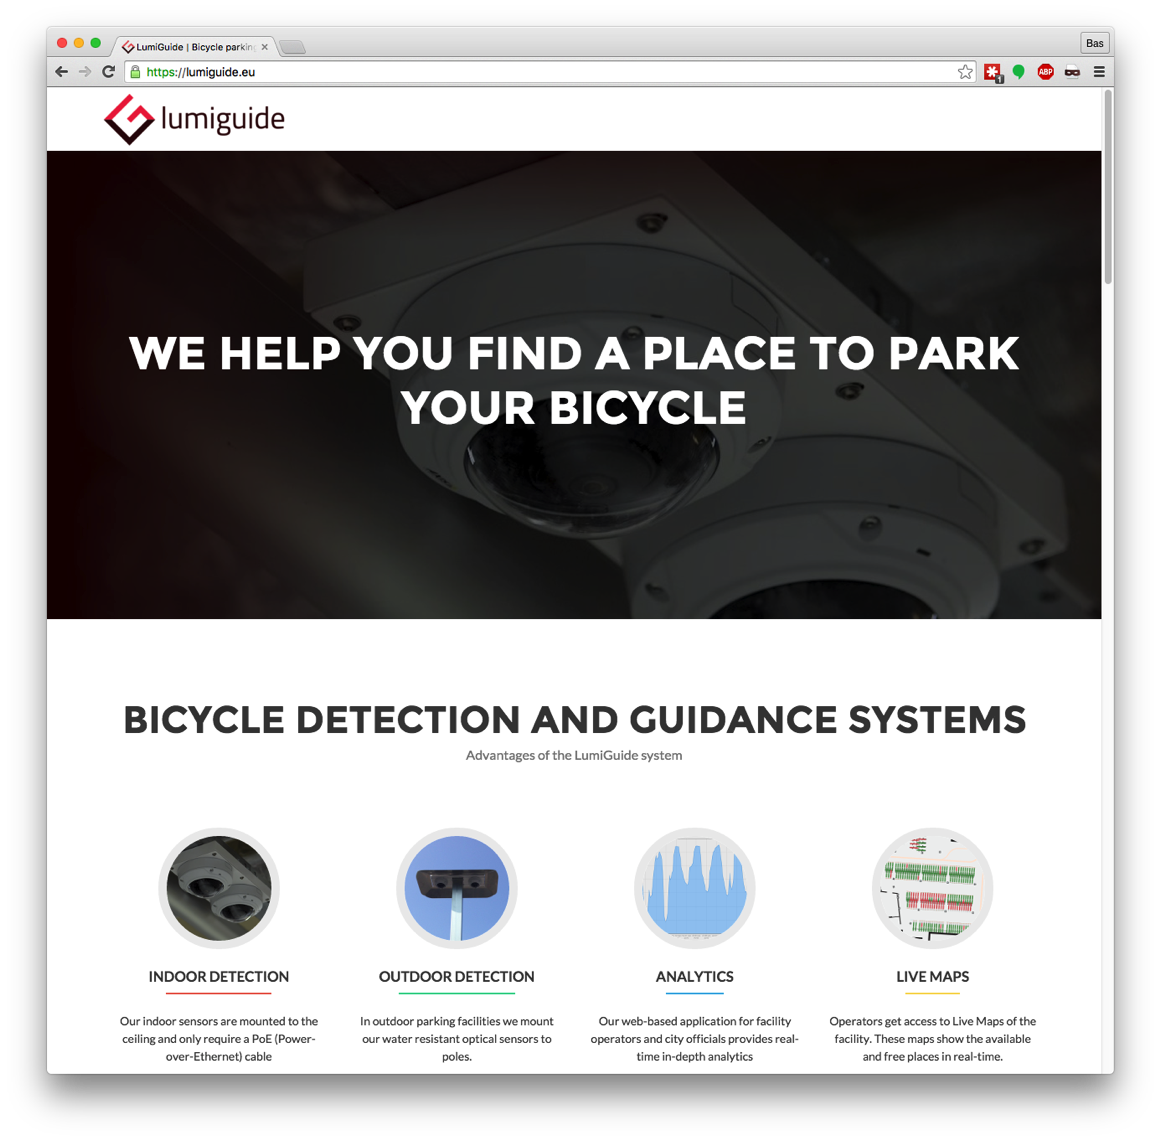 LumiGuide | Bicycle parking
Bas
https://lumiguide.eu
1
ABP
lumiguide
WE HELP YOU FIND A PLACE TO PARK
YOUR BICYCLE
BICYCLE DETECTION AND GUIDANCE SYSTEMS
Advantages of the LumiGuide system
INDOOR DETECTION
Our indoor sensors are mounted to the
ceiling and only require a PoE (Power-
over-Ethernet) cable
OUTDOOR DETECTION
In outdoor parking facilities we mount
our water resistant optical sensors to
poles.
ANALYTICS
Our web-based application for facility
operators and city officials provides real-
time in-depth analytics
LIVE MAPS
Operators get access to Live Maps of the
facility. These maps show the available
and free places in real-time.